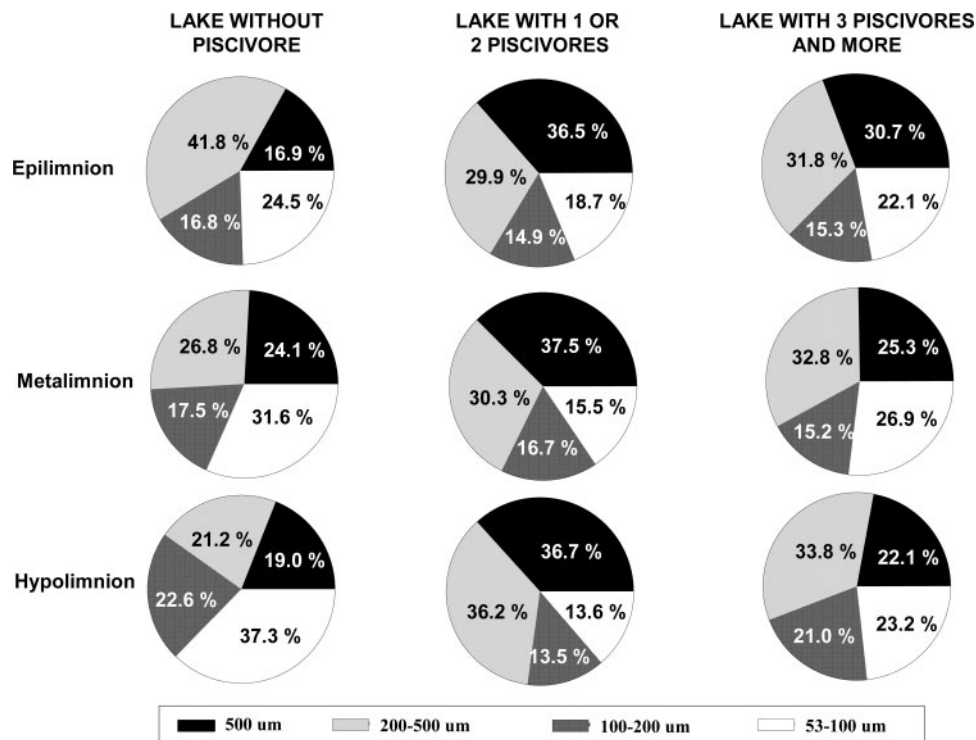 LAKE WITHOUT
PISCIVORE
LAKE WITH 1 OR
2 PISCIVORES
LAKE WITH 3 PISCIVORES
AND MORE
Epilimnion
41.8 %
16.9 %
16.8 %
24.5 %
36.5 %
29.9 %
18.7 %
14.9 %
30.7 %
31.8 %
22.1 %
15.3 %
Metalimnion
26.8 %
24.1 %
17.5 %
31.6 %
37.5 %
30.3 %
15.5 %
16.7 %
25.3 %
32.8 %
26.9 %
15.2 %
Hypolimnion
21.2 %
19.0 %
22.6 %
37.3 %
36.7 %
36.2 %
13.6 %
13.5 %
33.8 %
22.1 %
21.0 %
23.2 %
500 um
200-500 um
100-200 um
53-100 um